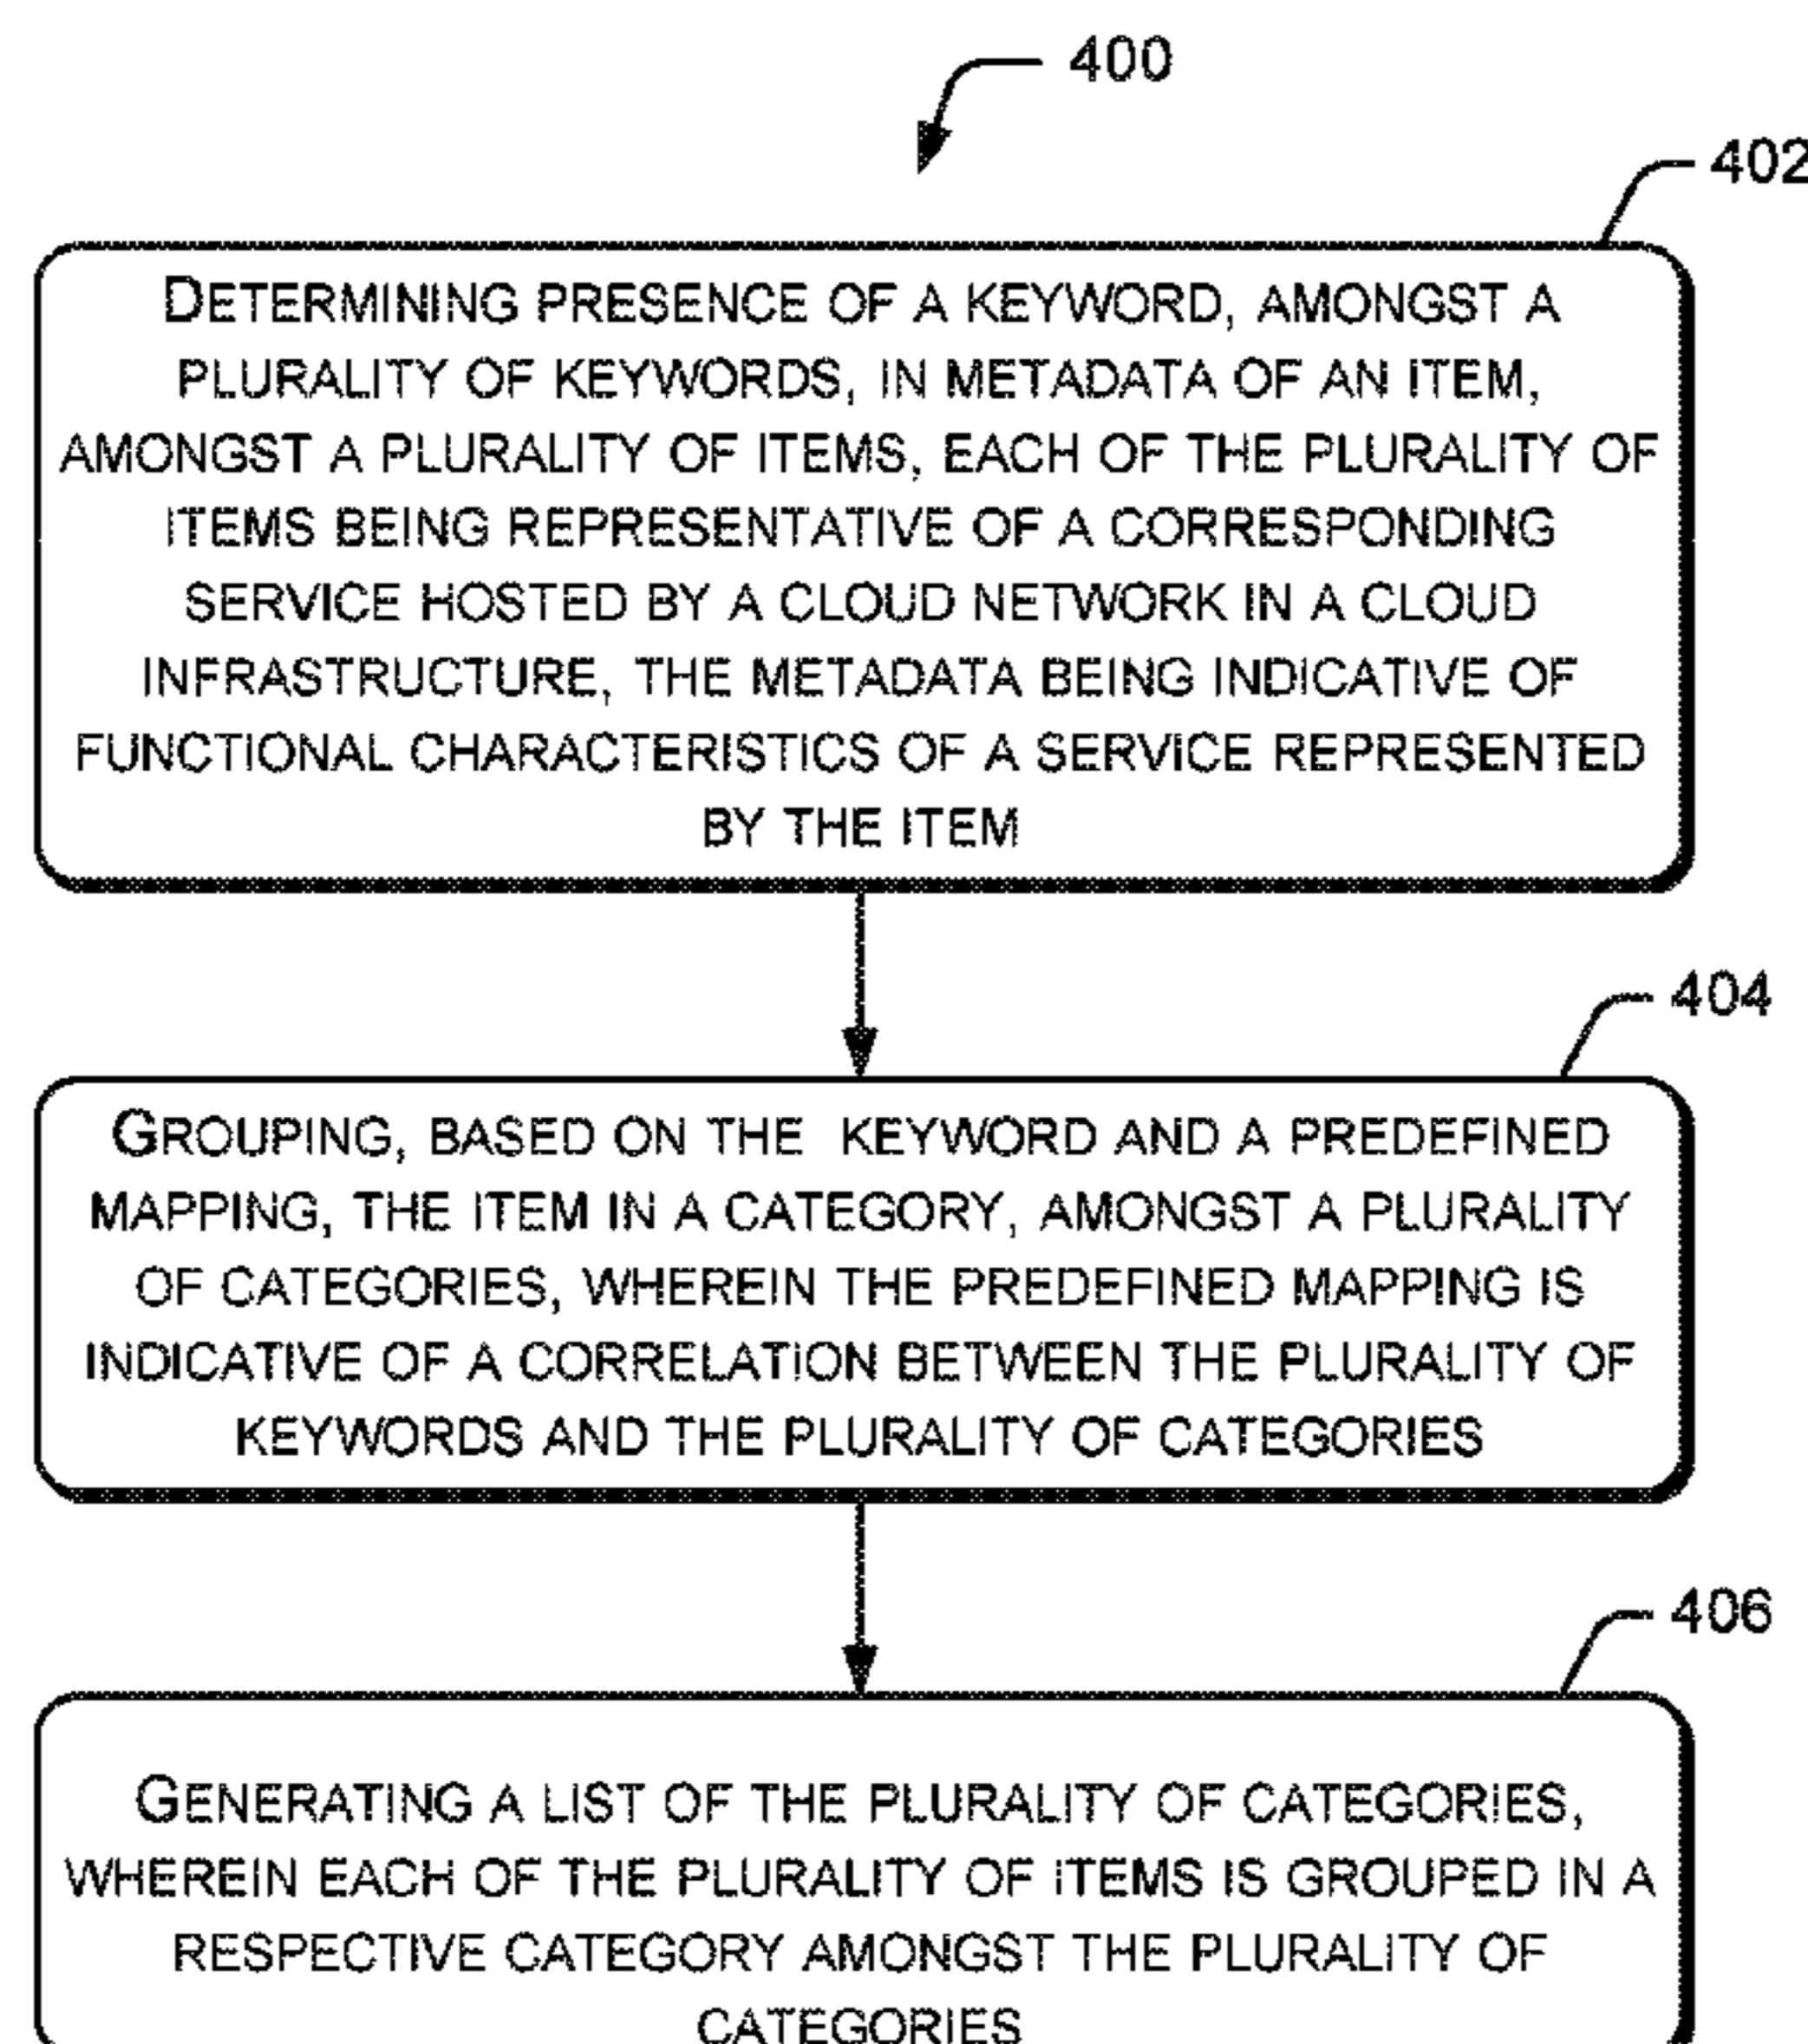 400
402
DETERMINING PRESENCE OF A KEYWORD, AMONGST A
PLURALITY OF KEYWORDS, IN METADATA OF AN ITEM,
AMONGST A PLURALITY OF ITEMS, EACH OF THE PLURALITY OF
ITEMS BEING REPRESENTATIVE OF A CORRESPONDING
SERVICE HOSTED BY A CLOUD NETWORK IN A CLOUD
INFRASTRUCTURE, THE METADATA BEING INDICATIVE OF
FUNCTIONAL CHARACTERISTICS OF A SERVICE REPRESENTED
BY THE ITEM
404
GROUPING, BASED ON THE KEYWORD AND A PREDEFINED
MAPPING, THE ITEM IN A CATEGORY, AMONGST A PLURALITY
OF CATEGORIES, WHEREIN THE PREDEFINED MAPPING IS
INDICATIVE OF A CORRELATION BETWEEN THE PLURALITY OF
KEYWORDS AND THE PLURALITY OF CATEGORIES
406
GENERATING A LIST OF THE PLURALITY OF CATEGORIES,
WHEREIN EACH OF THE PLURALITY OF ITEMS IS GROUPED IN A
RESPECTIVE CATEGORY AMONGST THE PLURALITY OF
CATEGORIES